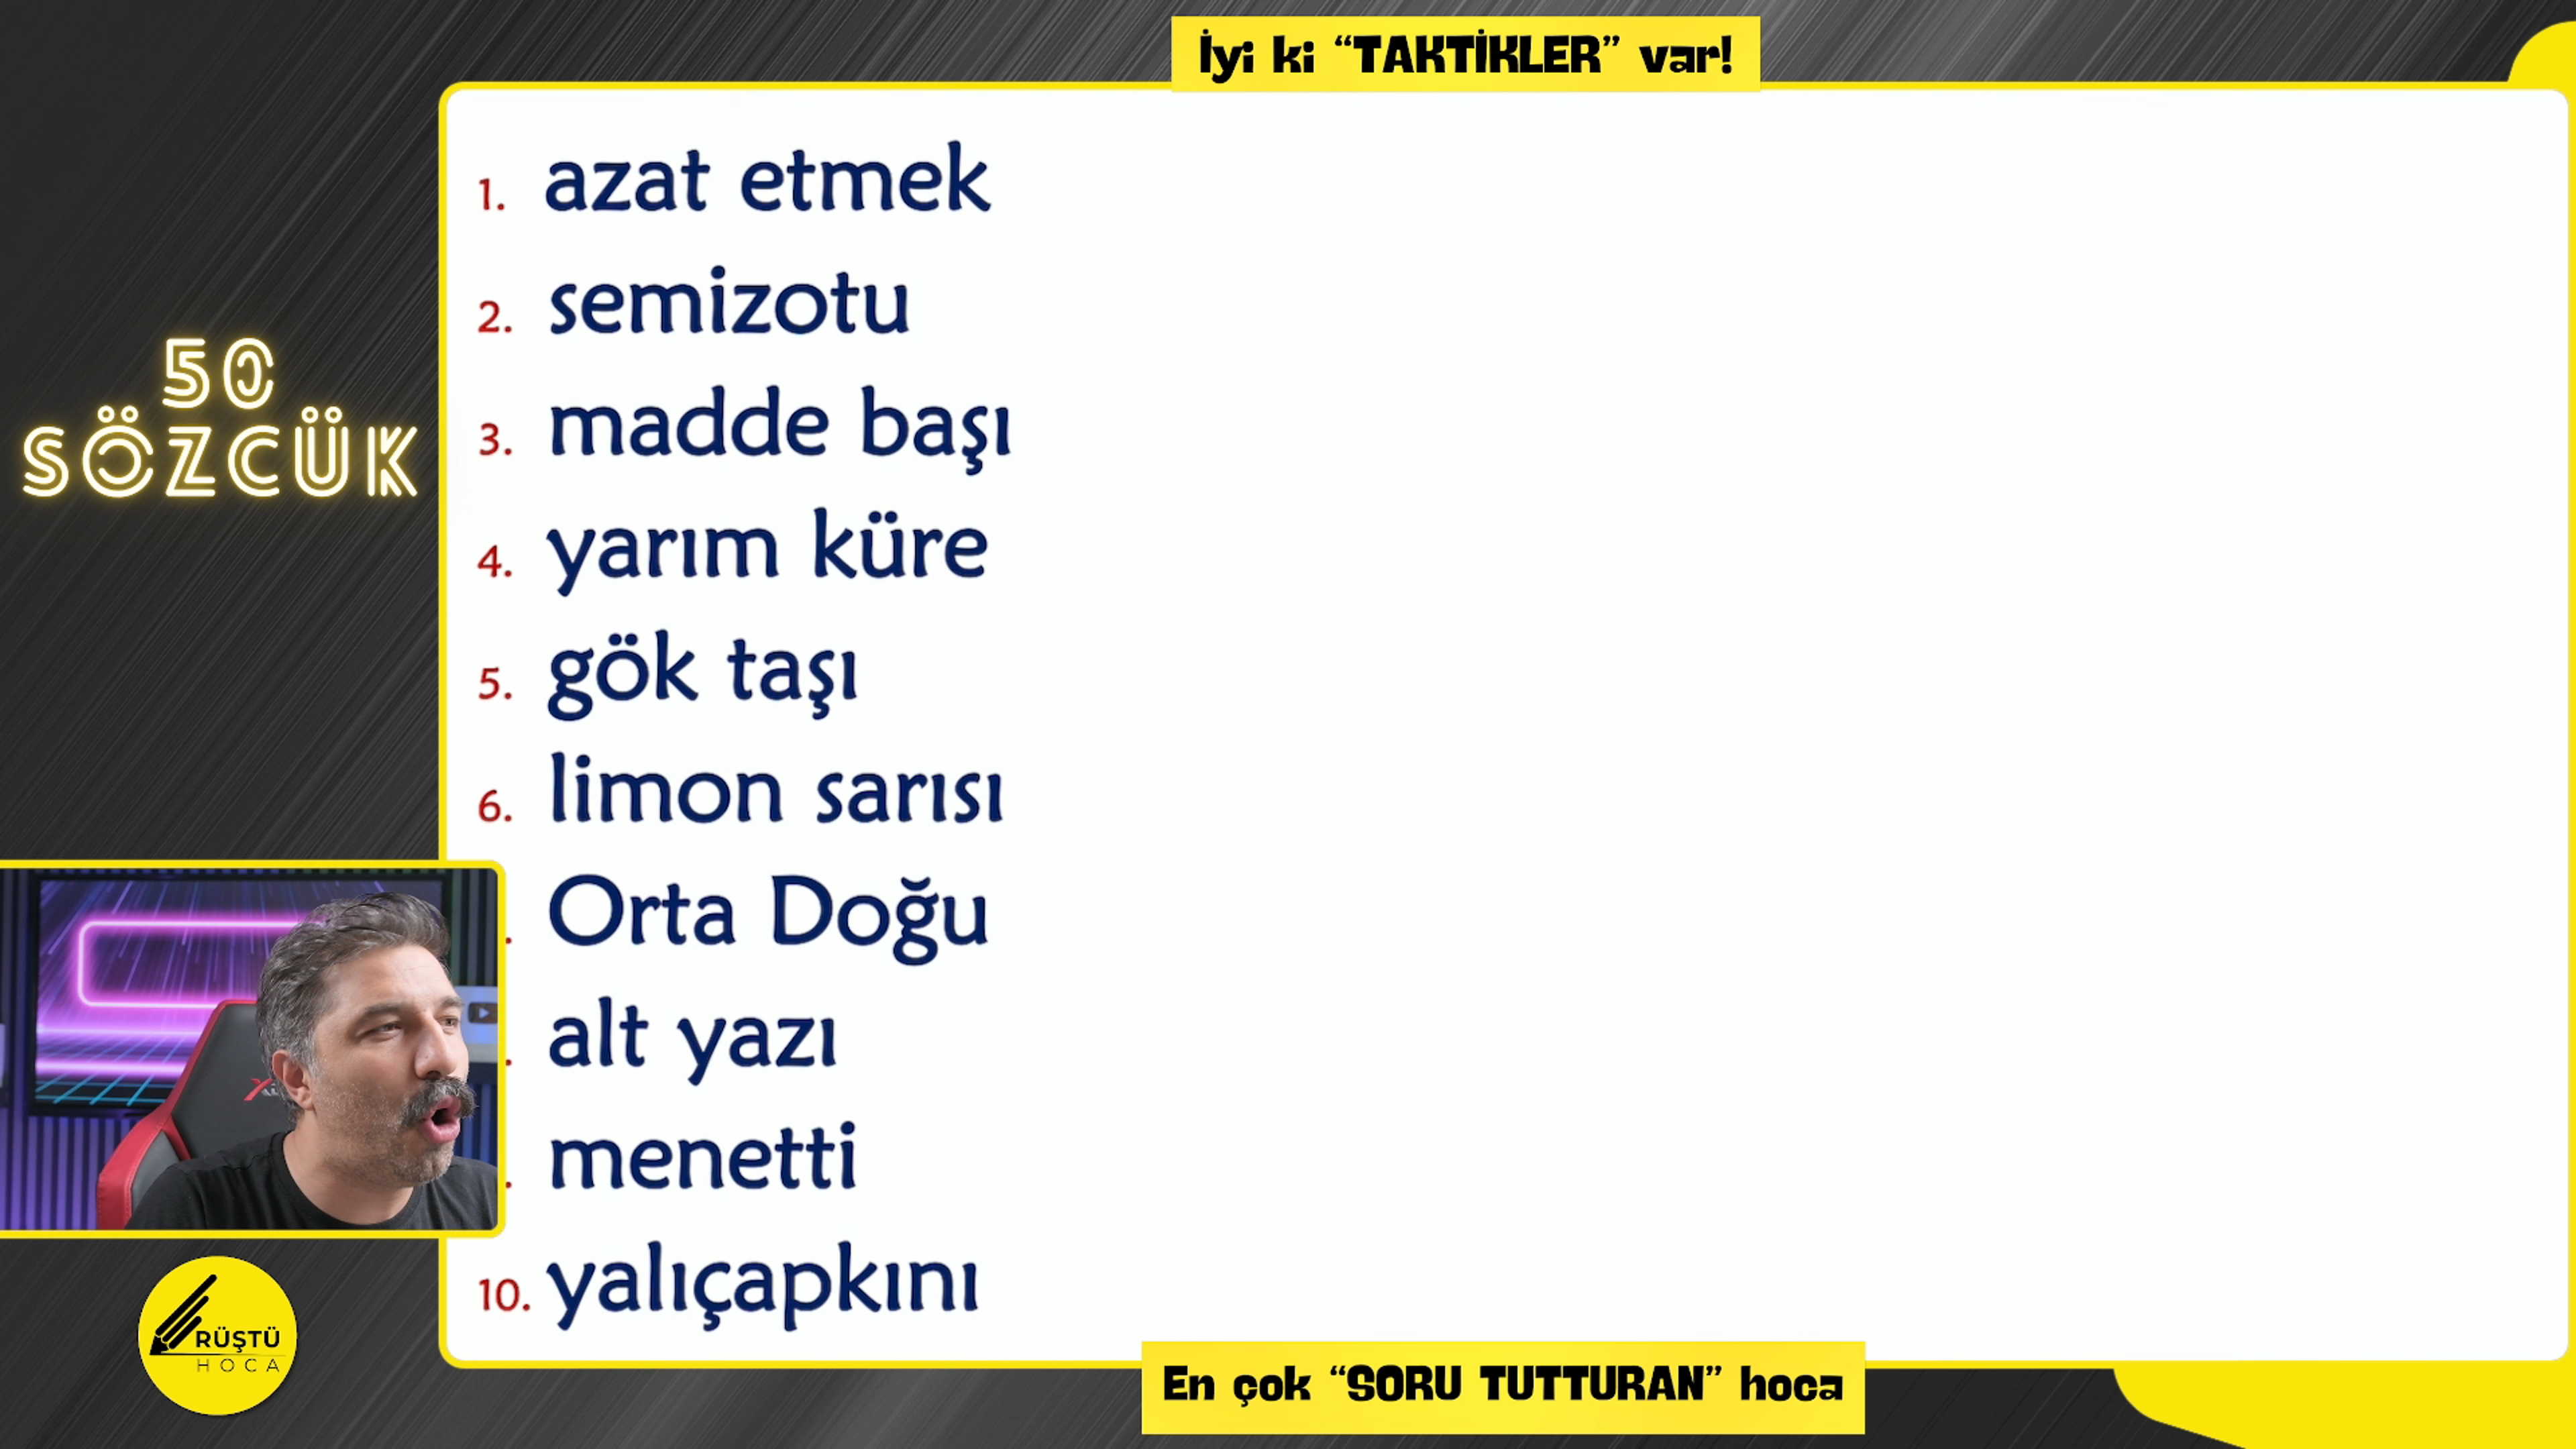 İyi ki “TAKTİKLER” var!
50
SÖZCÜK
1. azat etmek
2. semizotu
3. madde başı
4. yarım küre
5. gök taşı
6. limon sarısı
Orta Doğu
alt yazı
menetti
10. yalıçapkını
RÜŞTÜ
HOCA
En çok “SORU TUTTURAN” hoca